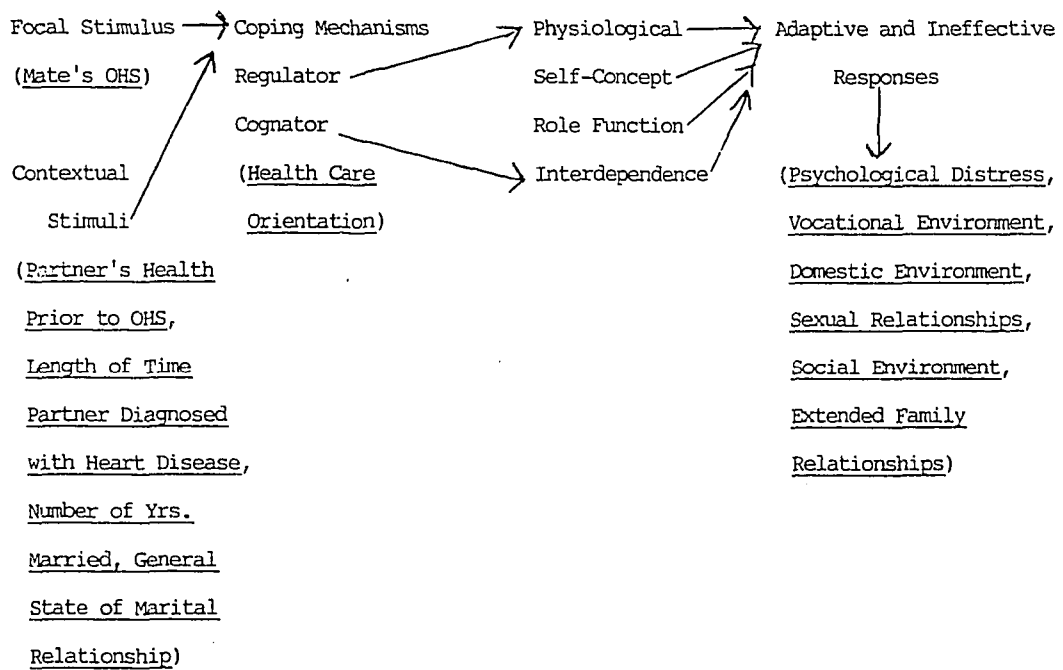 Focal Stimulus
(Mate's OHS)
Contextual
Stimuli
(Partner's Health
Prior to OHS,
Length of Time
Partner Diagnosed
with Heart Disease,
Number of Yrs.
Married, General
State of Marital
Relationship)
Coping Mechanisms
Regulator
Cognator
(Health Care
Orientation)
Physiological
Self-Concept
Role Function
Interdependence
Adaptive and Ineffective
Responses
(Psychological Distress,
Vocational Environment,
Domestic Environment,
Sexual Relationships,
Social Environment,
Extended Family
Relationships)